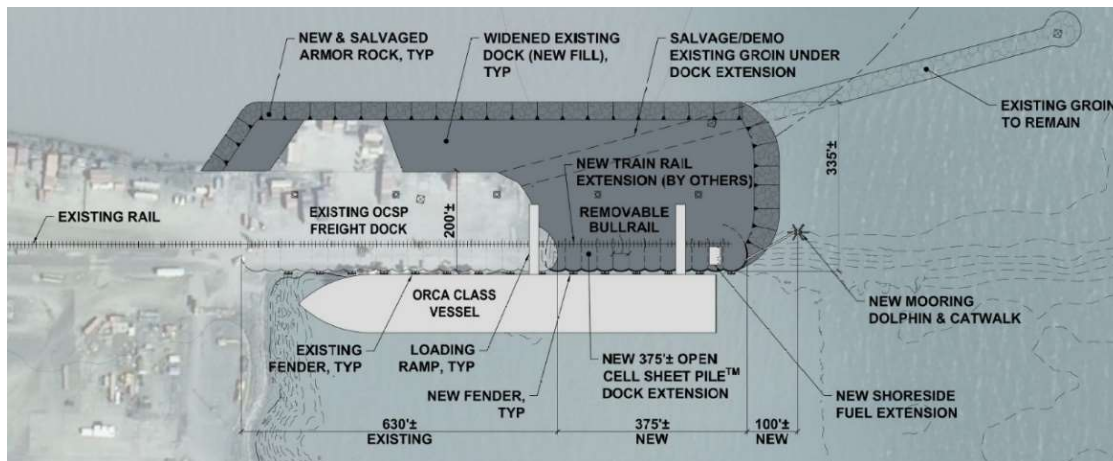 NEW & SALVAGED
ARMOR ROCK, TYP
WIDENED EXISTING
DOCK (NEW FILL),
TYP
SALVAGE/DEMO
EXISTING GROIN UNDER
DOCK EXTENSION
EXISTING GROIN
TO REMAIN
335'±
NEW TRAIN RAIL
EXTENSION (BY OTHERS)
EXISTING RAIL
EXISTING OCSP
FREIGHT DOCK
200'±
REMOVABLE
BULLRAIL
ORCA CLASS
VESSEL
NEW MOORING
DOLPHIN & CATWALK
EXISTING
FENDER, TYP
LOADING
RAMP, TYP
NEW FENDER,
TYP
NEW 375'± OPEN
CELL SHEET PILE™
DOCK EXTENSION
NEW SHORESIDE
FUEL EXTENSION
630'±
EXISTING
375'±
NEW
100'±
NEW